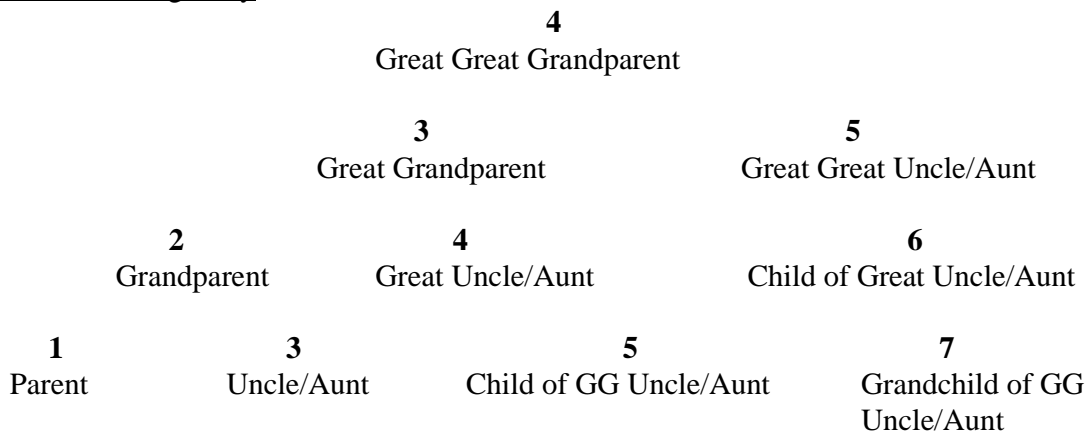 4
Great Great Grandparent
3 5
Great Grandparent Great Great Uncle/Aunt
2 4 6
Grandparent Great Uncle/Aunt Child of Great Uncle/Aunt
1 3 5 7
Parent Uncle/Aunt Child of GG Uncle/Aunt Grandchild of GG
Uncle/Aunt